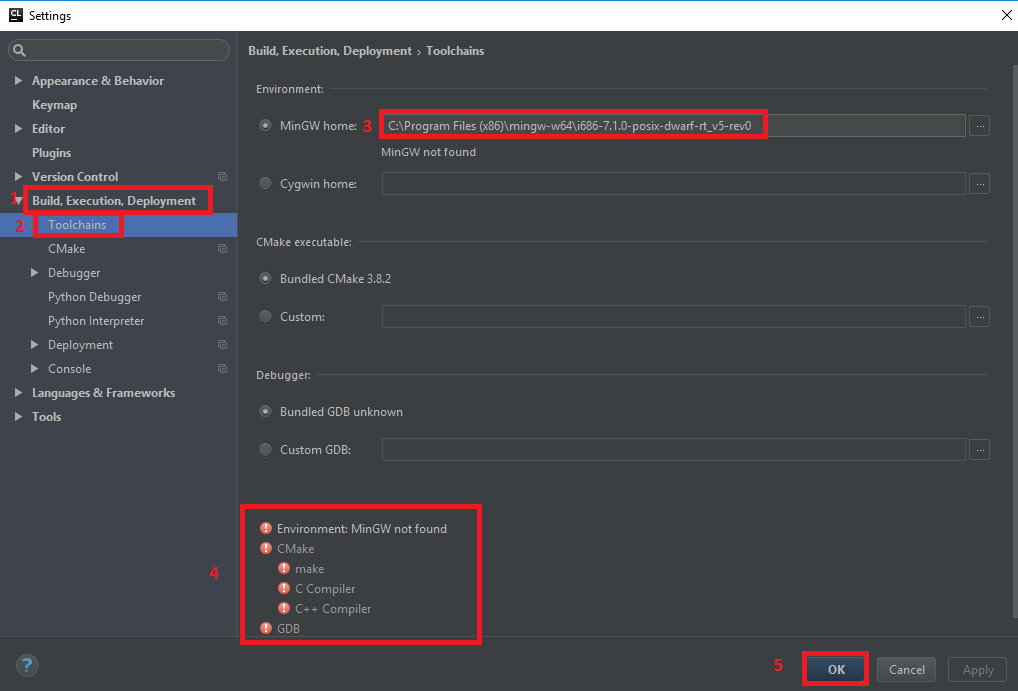 CL Settings
Build, Execution, Deployment › Toolchains
Appearance & Behavior
Keymap
Editor
Plugins
Version Control
1 Build, Execution, Deployment
2 Toolchains
CMake
Debugger
Python Debugger
Python Interpreter
Deployment
Console
Languages & Frameworks
Tools
Environment:
MinGW home: 3 C:\Program Files (x86)\mingw-w64\i686-7.1.0-posix-dwarf-rt_v5-rev0 ...
MinGW not found
Cygwin home: ...
CMake executable:
Bundled CMake 3.8.2
Custom: ...
Debugger:
Bundled GDB unknown
Custom GDB: ...
4
! Environment: MinGW not found
! CMake
! make
! C Compiler
! C++ Compiler
! GDB
? 5 OK Cancel Apply